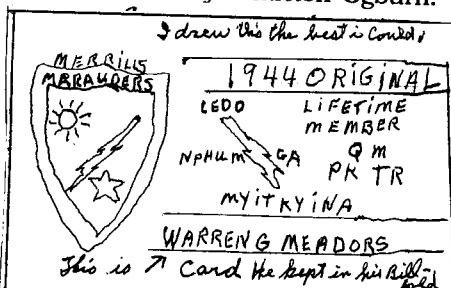 Ogburn.
I drew this the best i Could.
MERRILLS
MARAUDERS
1944 ORIGINAL
LEDO
LIFETIME
MEMBER
NPHUM GA
QM
PK TR
MYITKYINA
WARREN G MEADORS
This is ↗ Card He kept in his Bill-
fold